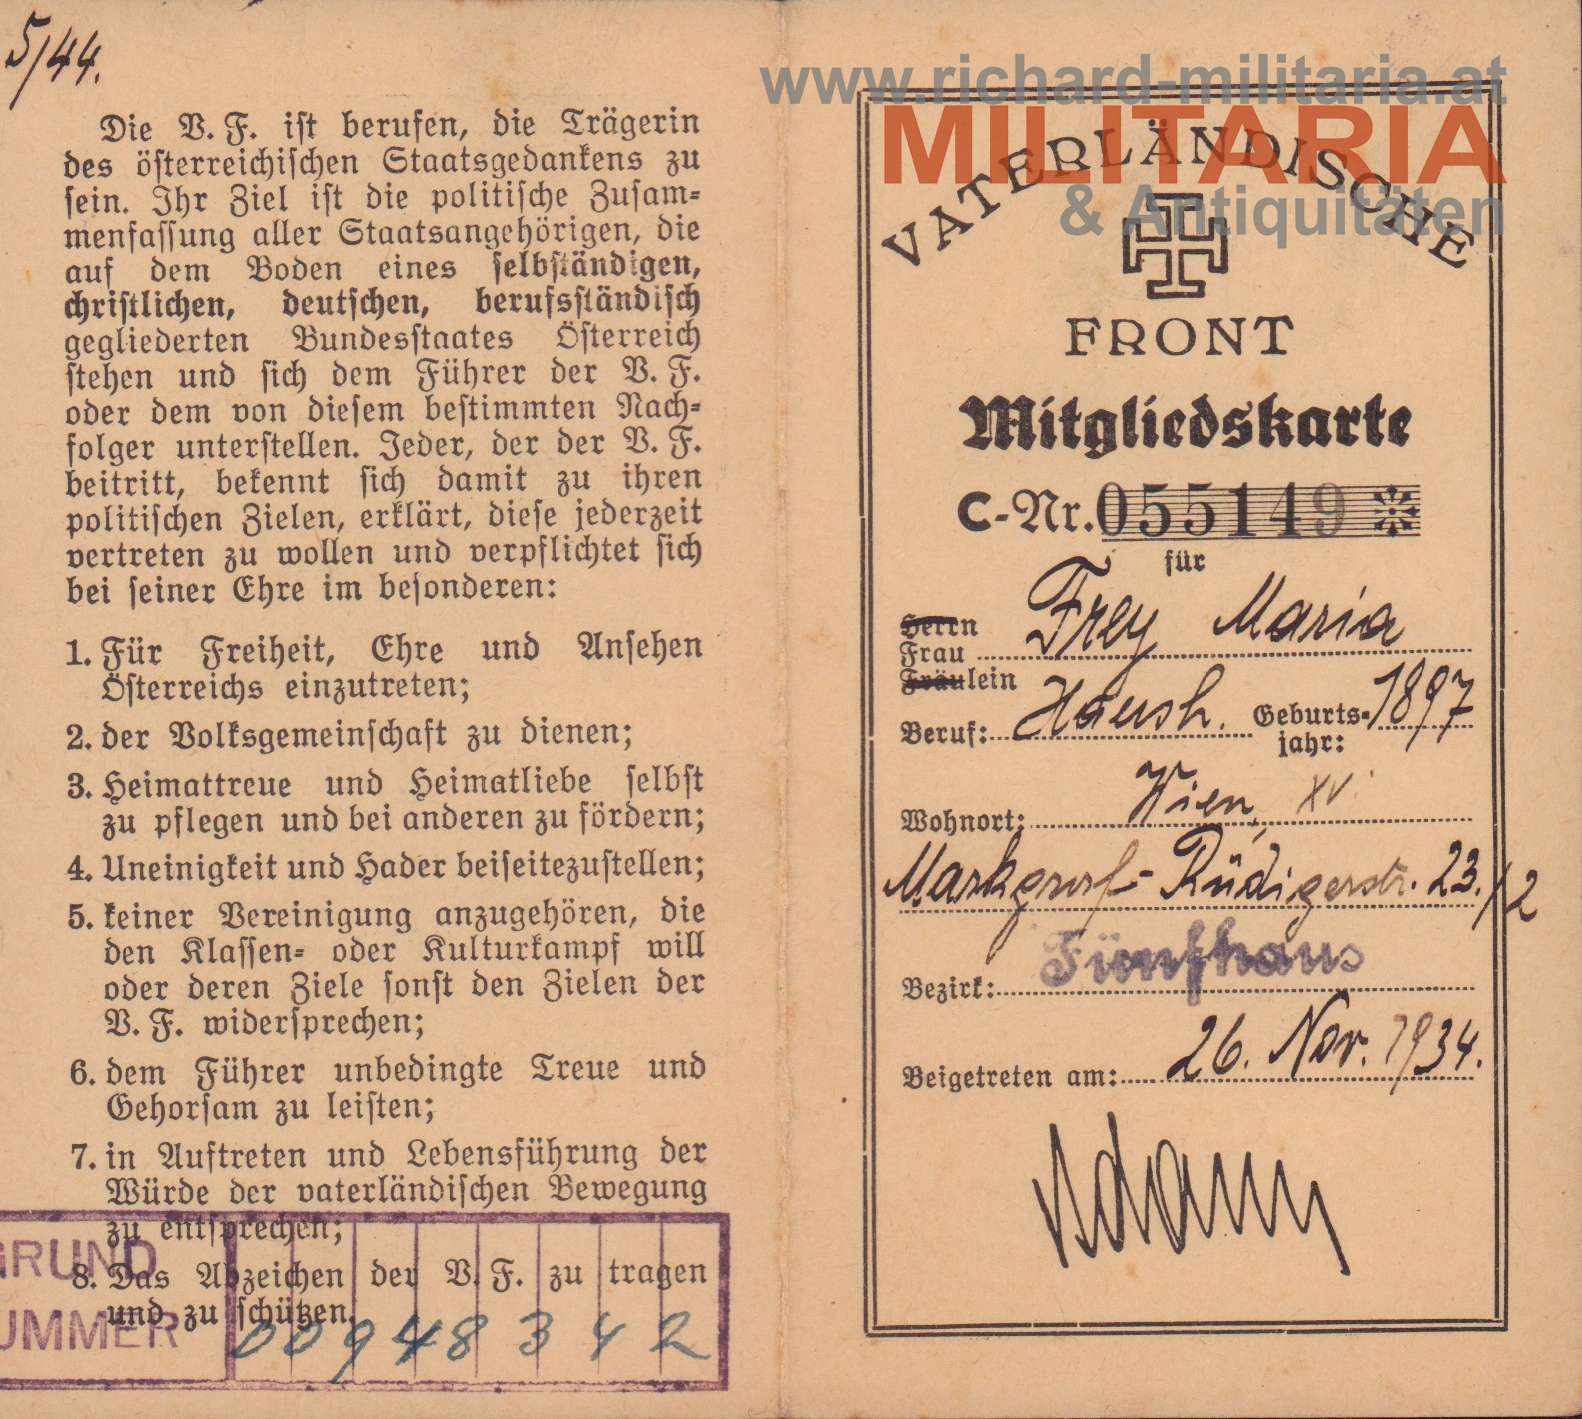 5/44.
Die V. F. ist berufen, die Trägerin
des österreichischen Staatsgedankens zu
sein. Ihr Ziel ist die politische Zusam-
menfassung aller Staatsangehörigen, die
auf dem Boden eines selbständigen,
christlichen, deutschen, berufsständisch
gegliederten Bundesstaates Österreich
stehen und sich dem Führer der V. F.
oder dem von diesem bestimmten Nach-
folger unterstellen. Jeder, der der V. F.
beitritt, bekennt sich damit zu ihren
politischen Zielen, erklärt, diese jederzeit
vertreten zu wollen und verpflichtet sich
bei seiner Ehre im besonderen:
1. Für Freiheit, Ehre und Ansehen
Österreichs einzutreten;
2. der Volksgemeinschaft zu dienen;
3. Heimattreue und Heimatliebe selbst
zu pflegen und bei anderen zu fördern;
4. Uneinigkeit und Hader beiseitezustellen;
5. keiner Vereinigung anzugehören, die
den Klassen- oder Kulturkampf will
oder deren Ziele sonst den Zielen der
V. F. widersprechen;
6. dem Führer unbedingte Treue und
Gehorsam zu leisten;
7. in Auftreten und Lebensführung der
Würde der vaterländischen Bewegung
zu entsprechen;
8. Das Abzeichen der V. F. zu tragen
und zu schützen.
GRUND
UMMER 00948342
www.richard-militaria.at
MILITARIA
& Antiquitäten
VATERLÄNDISCHE
FRONT
Mitgliedskarte
C-Nr. 055149
für
Herrn
Frau Frey Maria
Fräulein
Beruf: Haush. Geburts-
jahr: 1897
Wohnort: Wien, XV.
Markgraf-Rüdigerstr. 23./2
Bezirk: Fünfhaus
Beigetreten am: 26. Nov. 1934.
Adam